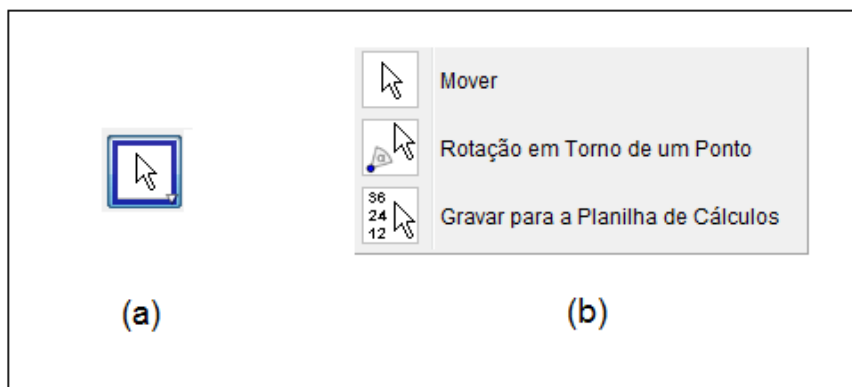 Mover
α
Rotação em Torno de um Ponto
36
24
12
Gravar para a Planilha de Cálculos
(a)
(b)